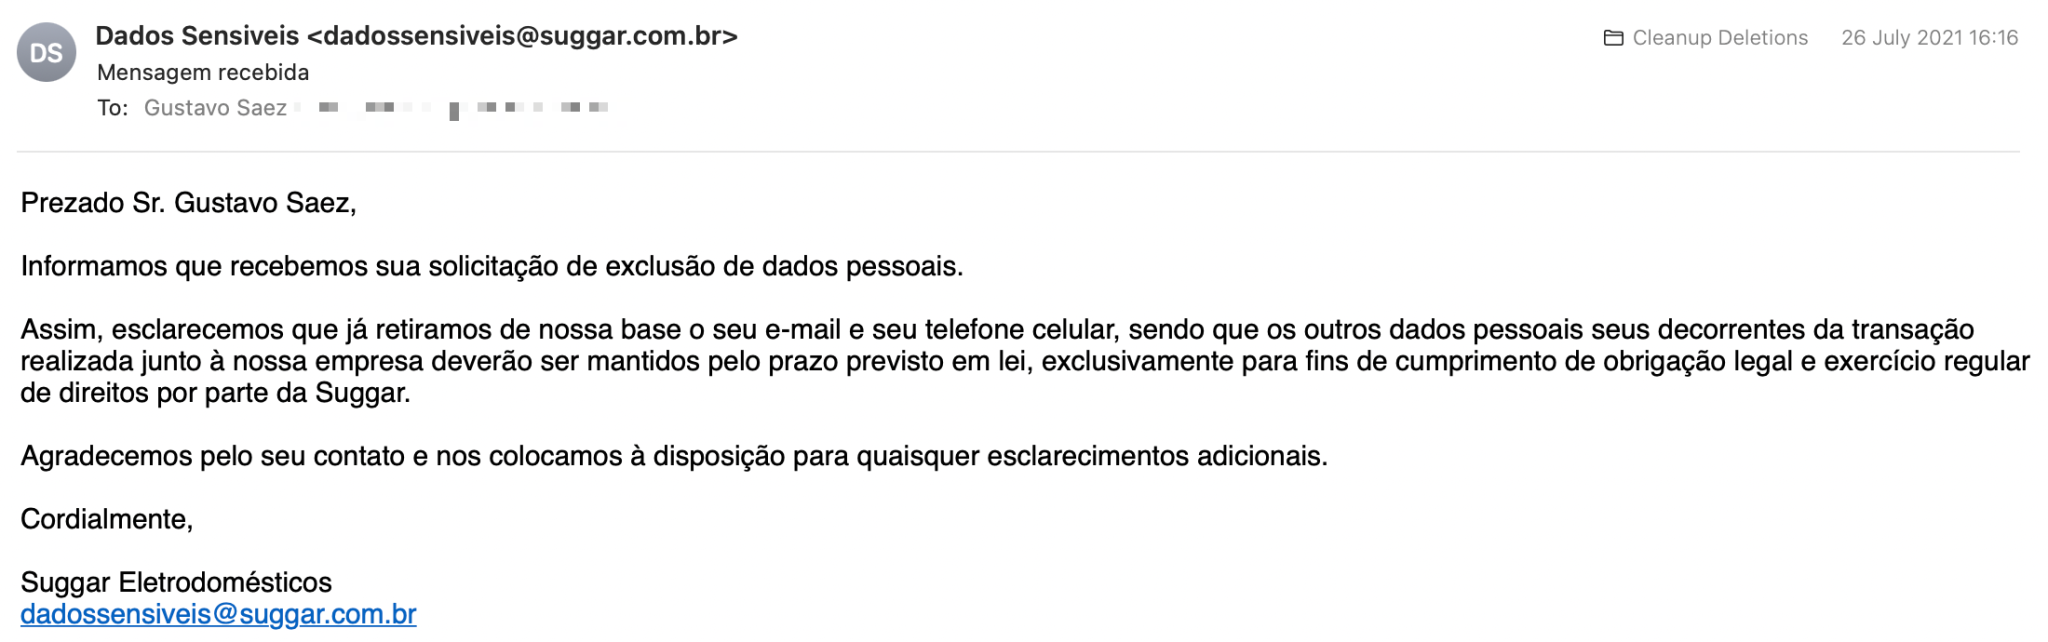 DS
Dados Sensiveis <dadossensiveis@suggar.com.br>
Cleanup Deletions 26 July 2021 16:16
Mensagem recebida
To: Gustavo Saez
Prezado Sr. Gustavo Saez,
Informamos que recebemos sua solicitação de exclusão de dados pessoais.
Assim, esclarecemos que já retiramos de nossa base o seu e-mail e seu telefone celular, sendo que os outros dados pessoais seus decorrentes da transação
realizada junto à nossa empresa deverão ser mantidos pelo prazo previsto em lei, exclusivamente para fins de cumprimento de obrigação legal e exercício regular
de direitos por parte da Suggar.
Agradecemos pelo seu contato e nos colocamos à disposição para quaisquer esclarecimentos adicionais.
Cordialmente,
Suggar Eletrodomésticos
dadossensiveis@suggar.com.br